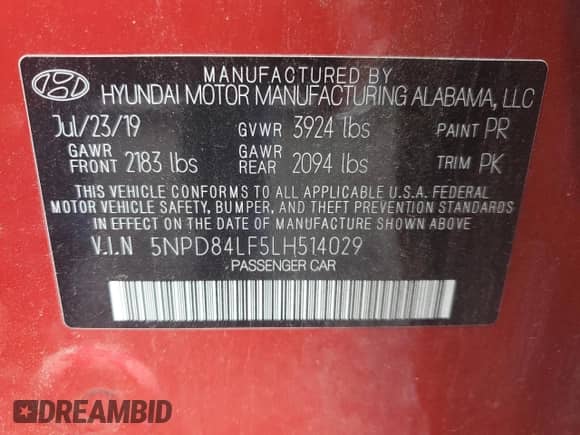 MANUFACTURED BY
HYUNDAI MOTOR MANUFACTURING ALABAMA, LLC
Jul/23/19 GVWR 3924 lbs PAINT PR
GAWR FRONT 2183 lbs GAWR REAR 2094 lbs TRIM PK
THIS VEHICLE CONFORMS TO ALL APPLICABLE U.S.A. FEDERAL
MOTOR VEHICLE SAFETY, BUMPER, AND THEFT PREVENTION STANDARDS
IN EFFECT ON THE DATE OF MANUFACTURE SHOWN ABOVE.
V.I.N 5NPD84LF5LH514029
PASSENGER CAR
DREAMBID